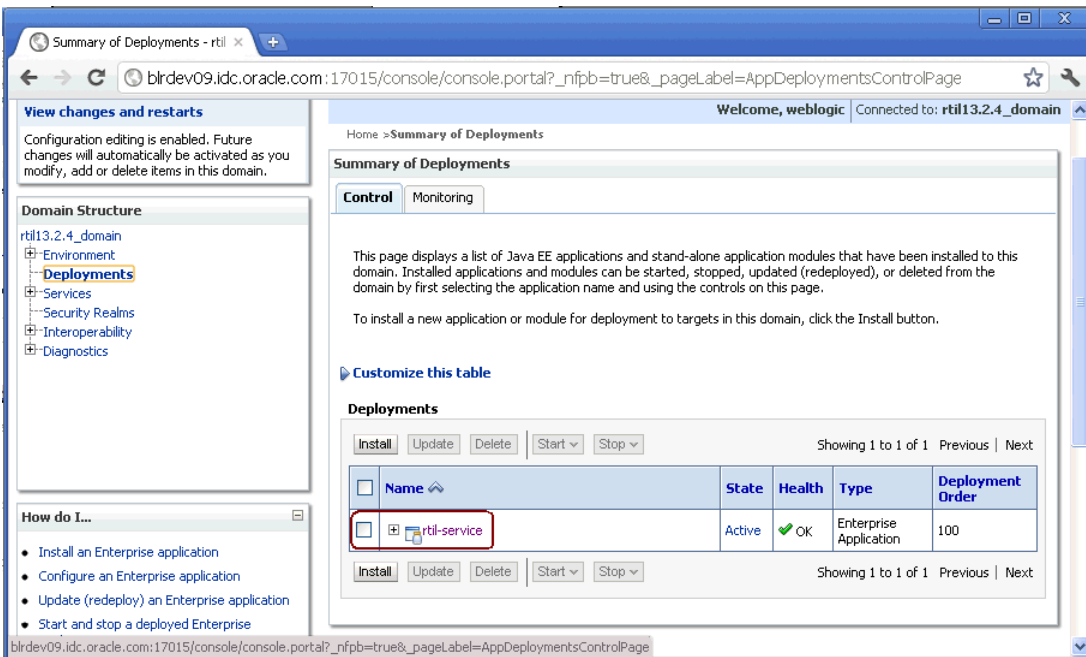 Summary of Deployments - rtil
blrdev09.idc.oracle.com:17015/console/console.portal?_nfpb=true&_pageLabel=AppDeploymentsControlPage
View changes and restarts
Configuration editing is enabled. Future
changes will automatically be activated as you
modify, add or delete items in this domain.
Domain Structure
rtil13.2.4_domain
Environment
Deployments
Services
Security Realms
Interoperability
Diagnostics
How do I...
Install an Enterprise application
Configure an Enterprise application
Update (redeploy) an Enterprise application
Start and stop a deployed Enterprise
Welcome, weblogic Connected to: rtil13.2.4_domain
Home >Summary of Deployments
Summary of Deployments
Control Monitoring
This page displays a list of Java EE applications and stand-alone application modules that have been installed to this
domain. Installed applications and modules can be started, stopped, updated (redeployed), or deleted from the
domain by first selecting the application name and using the controls on this page.
To install a new application or module for deployment to targets in this domain, click the Install button.
Customize this table
Deployments
Install Update Delete Start Stop Showing 1 to 1 of 1 Previous | Next
Name State Health Type Deployment Order
rtil-service Active OK Enterprise Application 100
Install Update Delete Start Stop Showing 1 to 1 of 1 Previous | Next
blrdev09.idc.oracle.com:17015/console/console.portal?_nfpb=true&_pageLabel=AppDeploymentsControlPage